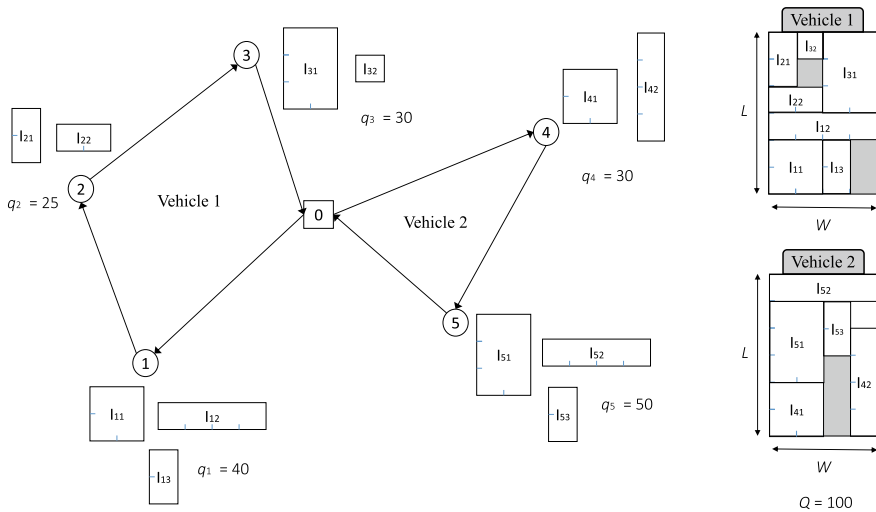 3
I31
I32
q3 = 30
4
I41
I42
q4 = 30
I21
I22
2
q2 = 25
Vehicle 1
0
Vehicle 2
1
I11
I12
I13
q1 = 40
5
I51
I52
I53
q5 = 50
Vehicle 1
I21
I32
I31
I22
I12
I11
I13
L
W
Vehicle 2
I52
I51
I53
I42
I41
L
W
Q = 100